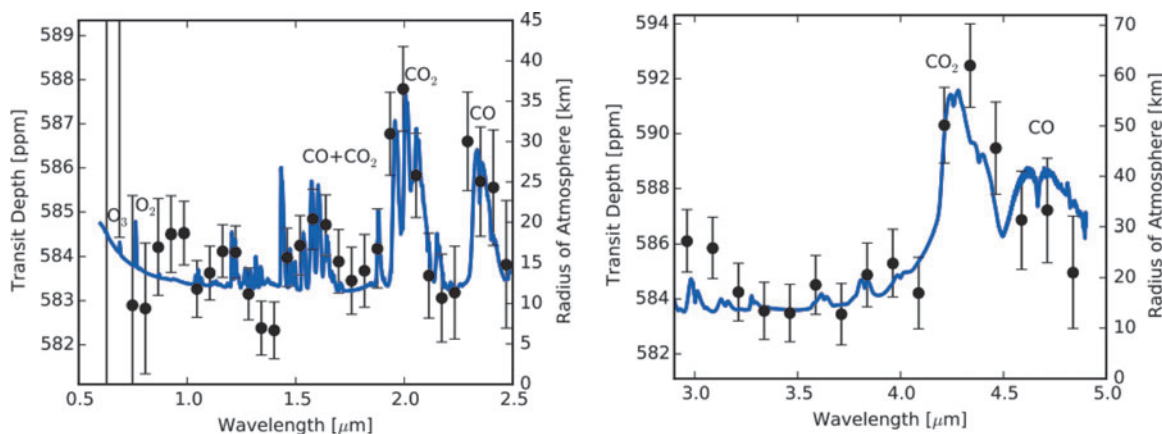 589
588
587
586
585
584
583
582
Transit Depth [ppm]
O₃
O₂
CO+CO₂
CO₂
CO
45
40
35
30
25
20
15
10
5
0
Radius of Atmosphere [km]
0.5 1.0 1.5 2.0 2.5
Wavelength [μm]
594
592
590
588
586
584
582
Transit Depth [ppm]
CO₂
CO
70
60
50
40
30
20
10
0
Radius of Atmosphere [km]
3.0 3.5 4.0 4.5 5.0
Wavelength [μm]